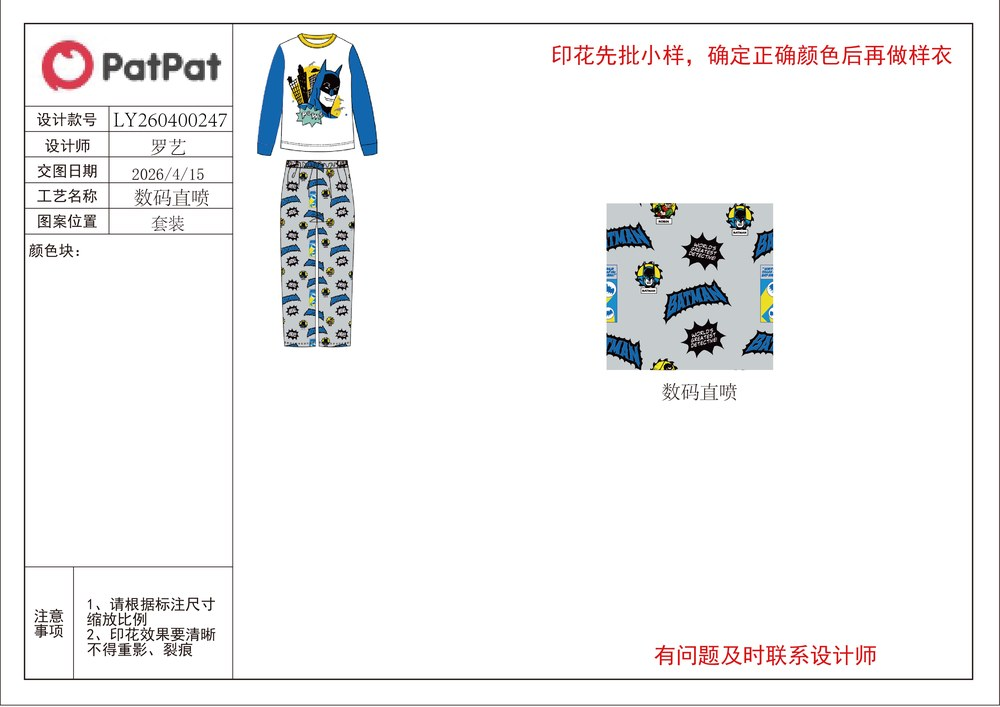 PatPat
设计款号 LY260400247
设计师 罗艺
交图日期 2026/4/15
工艺名称 数码直喷
图案位置 套装
颜色块：
注意
事项
1、请根据标注尺寸
缩放比例
2、印花效果要清晰
不得重影、裂痕
印花先批小样，确定正确颜色后再做样衣
BATMAN
WORLD'S
GREATEST
DETECTIVE!
BATMAN
BATMAN
WORLD'S
GREATEST
DETECTIVE!
数码直喷
有问题及时联系设计师